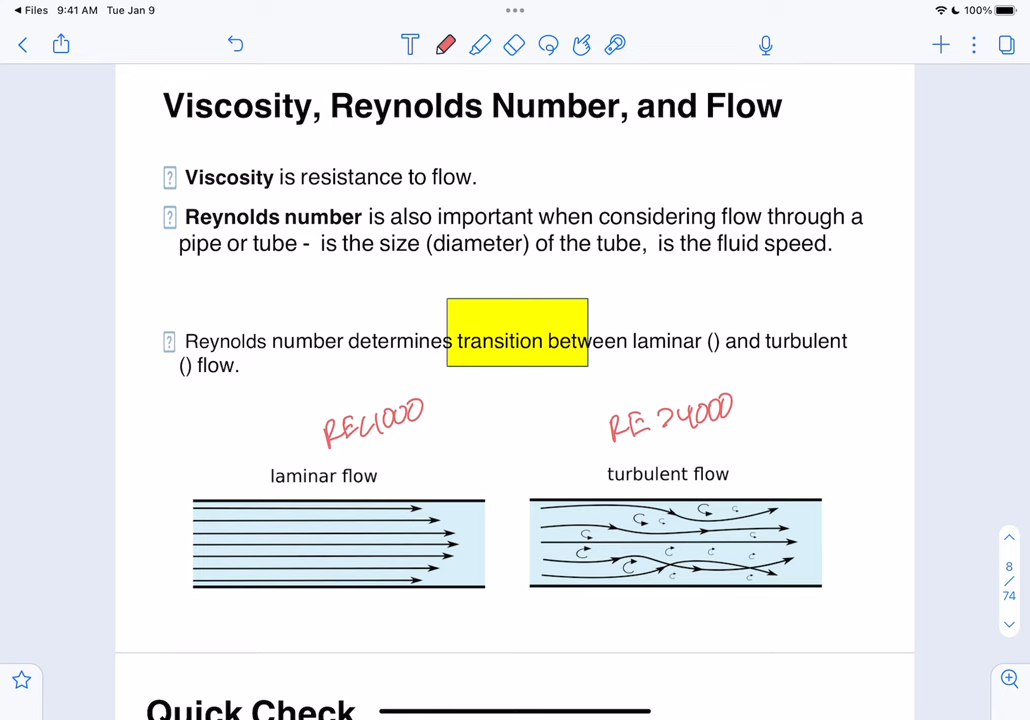 Files 9:41 AM Tue Jan 9
100%
Viscosity, Reynolds Number, and Flow
Viscosity is resistance to flow.
Reynolds number is also important when considering flow through a
pipe or tube - is the size (diameter) of the tube, is the fluid speed.
Reynolds number determines transition between laminar () and turbulent
() flow.
RE<1000
RE >4000
laminar flow
turbulent flow
8
/
74
Quick Check